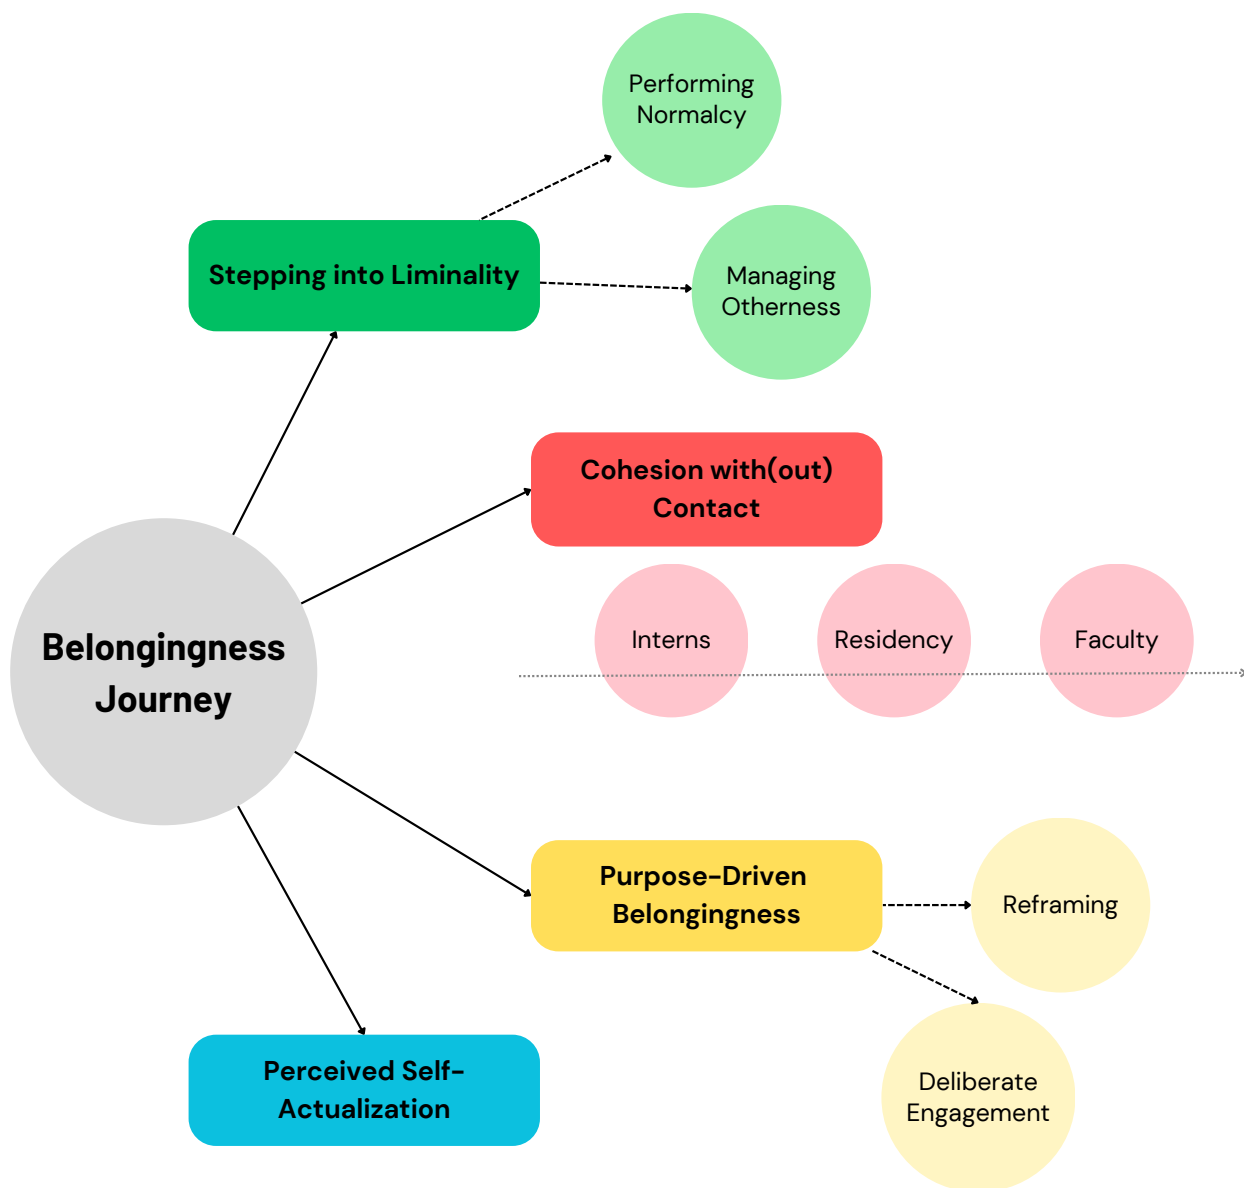 Performing
Normalcy
Stepping into Liminality
Managing
Otherness
Cohesion with(out)
Contact
Interns
Residency
Faculty
Belongingness
Journey
Purpose-Driven
Belongingness
Reframing
Perceived Self-
Actualization
Deliberate
Engagement